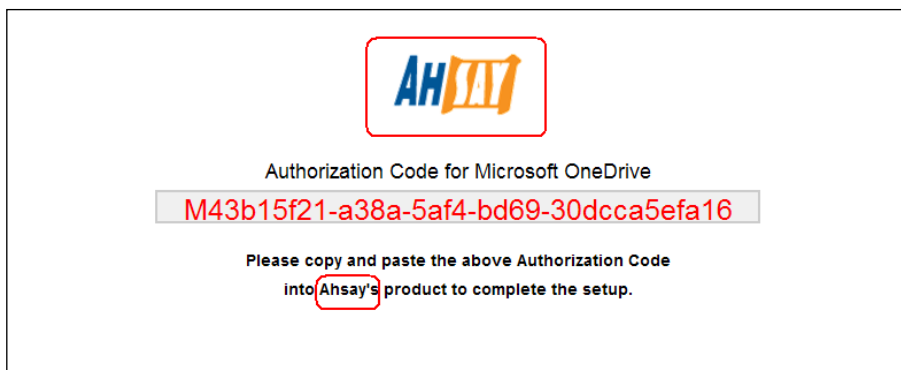 AHSAY
Authorization Code for Microsoft OneDrive
M43b15f21-a38a-5af4-bd69-30dcca5efa16
Please copy and paste the above Authorization Code
into Ahsay's product to complete the setup.